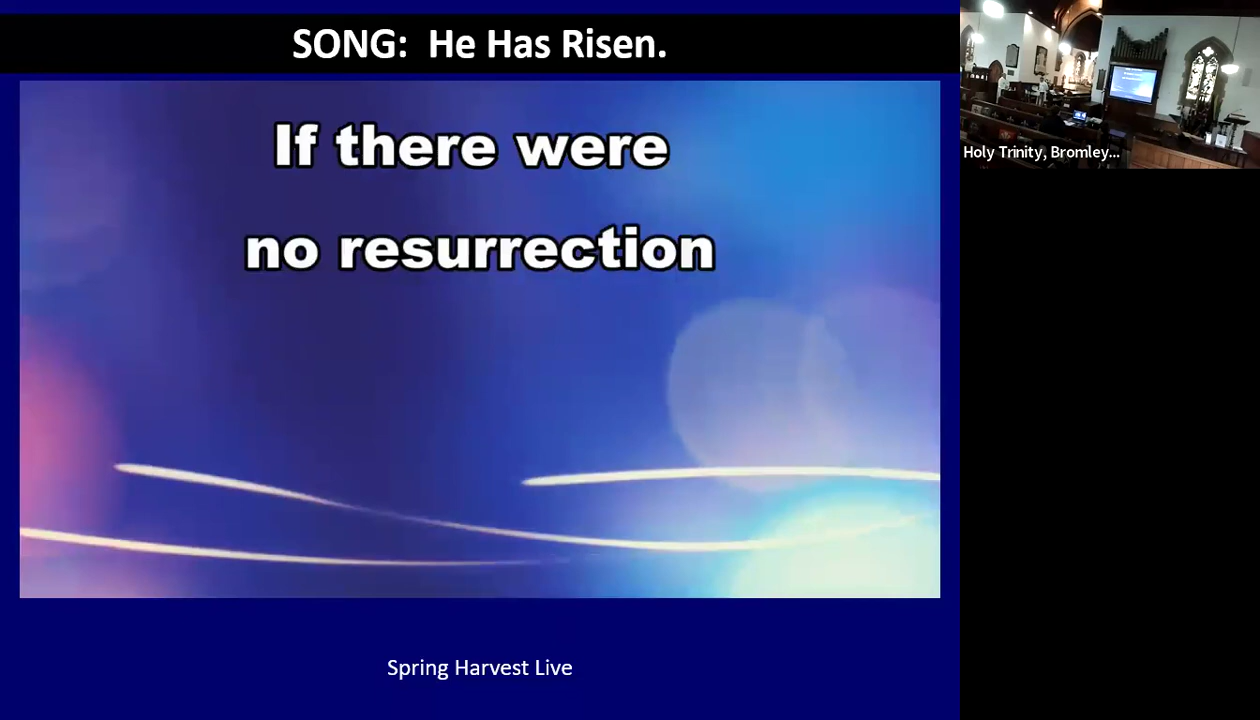 SONG:  He Has Risen.
If there were
no resurrection
Spring Harvest Live
Holy Trinity, Bromley...